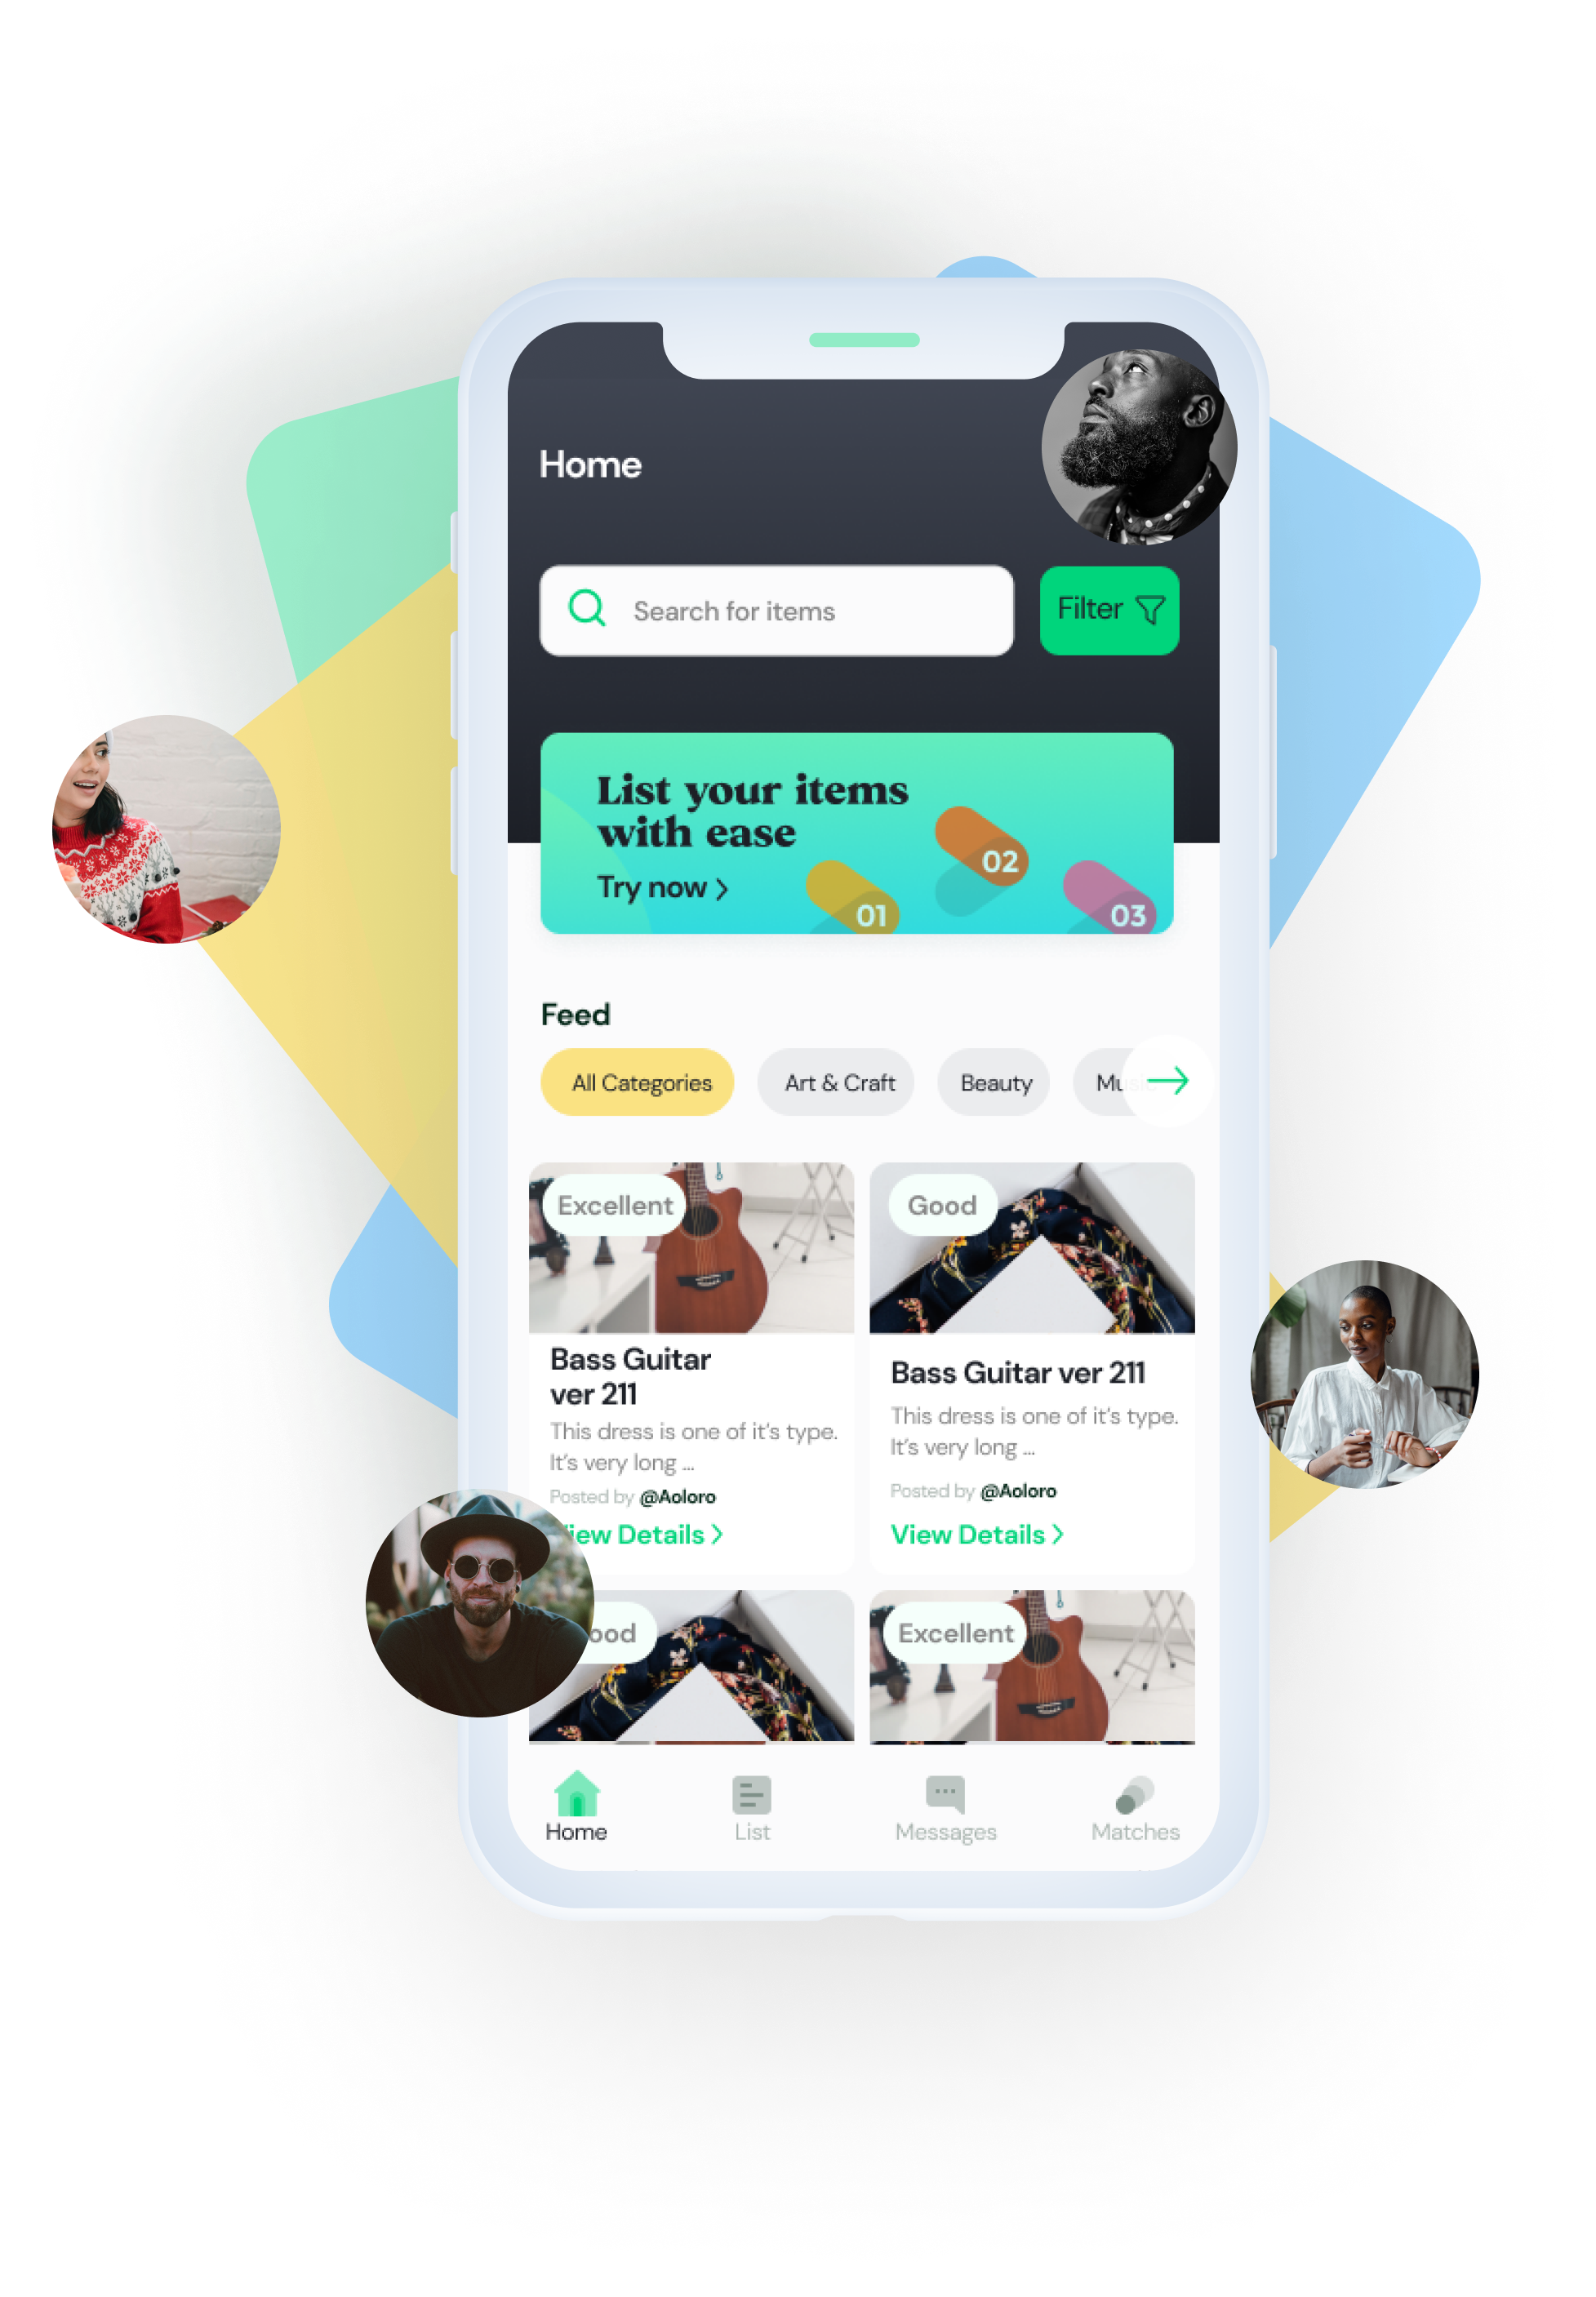 Home
Search for items
Filter
List your items
with ease
Try now
01
02
03
Feed
All Categories
Art & Craft
Beauty
Excellent
Bass Guitar
ver 211
This dress is one of it's type.
It's very long ...
Posted by @Aoloro
View Details
Good
Bass Guitar ver 211
This dress is one of it's type.
It's very long ...
Posted by @Aoloro
View Details
Excellent
Home
List
Messages
Matches